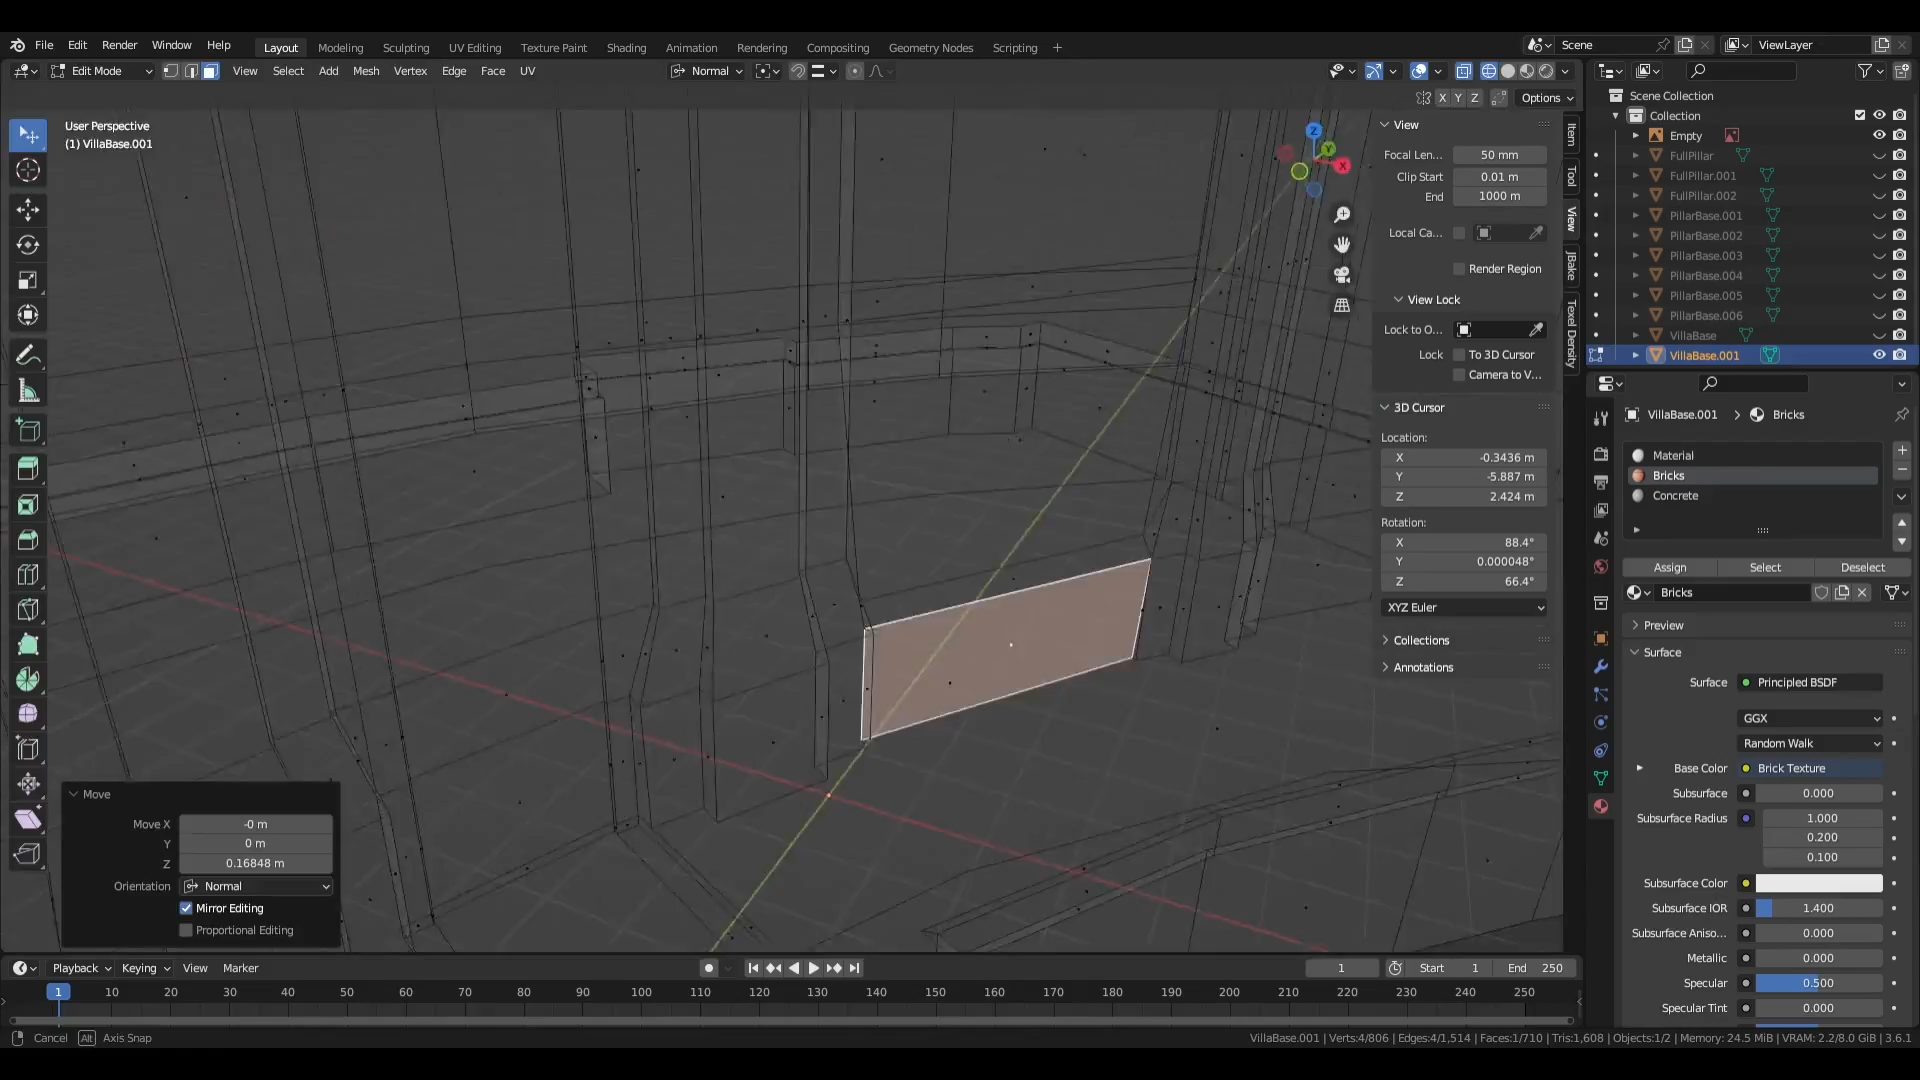 File Edit Render Window Help Layout Modeling Sculpting UV Editing Texture Paint Shading Animation Rendering Compositing Geometry Nodes Scripting + Scene ViewLayer
Edit Mode View Select Add Mesh Vertex Edge Face UV Normal
X Y Z Options
User Perspective
(1) VillaBase.001
Z
Y
X
View
Focal Len... 50 mm
Clip Start 0.01 m
End 1000 m
Local Ca...
Render Region
View Lock
Lock to O...
Lock To 3D Cursor
Camera to V...
3D Cursor
Location:
X -0.3436 m
Y -5.887 m
Z 2.424 m
Rotation:
X 88.4°
Y 0.000048°
Z 66.4°
XYZ Euler
Collections
Annotations
Item
Tool
View
JBake
Texel Density
Scene Collection
Collection
Empty
FullPillar
FullPillar.001
FullPillar.002
PillarBase.001
PillarBase.002
PillarBase.003
PillarBase.004
PillarBase.005
PillarBase.006
VillaBase
VillaBase.001
VillaBase.001 > Bricks
Material
Bricks
Concrete
Assign Select Deselect
Bricks
Preview
Surface
Surface Principled BSDF
GGX
Random Walk
Base Color Brick Texture
Subsurface 0.000
Subsurface Radius 1.000
0.200
0.100
Subsurface Color
Subsurface IOR 1.400
Subsurface Aniso... 0.000
Metallic 0.000
Specular 0.500
Specular Tint 0.000
Move
Move X -0 m
Y 0 m
Z 0.16848 m
Orientation Normal
Mirror Editing
Proportional Editing
Playback Keying View Marker 1 Start 1 End 250
1 10 20 30 40 50 60 70 80 90 100 110 120 130 140 150 160 170 180 190 200 210 220 230 240 250
Cancel Alt Axis Snap VillaBase.001 | Verts:4/806 | Edges:4/1,514 | Faces:1/710 | Tris:1,608 | Objects:1/2 | Memory: 24.5 MiB | VRAM: 2.2/8.0 GiB | 3.6.1